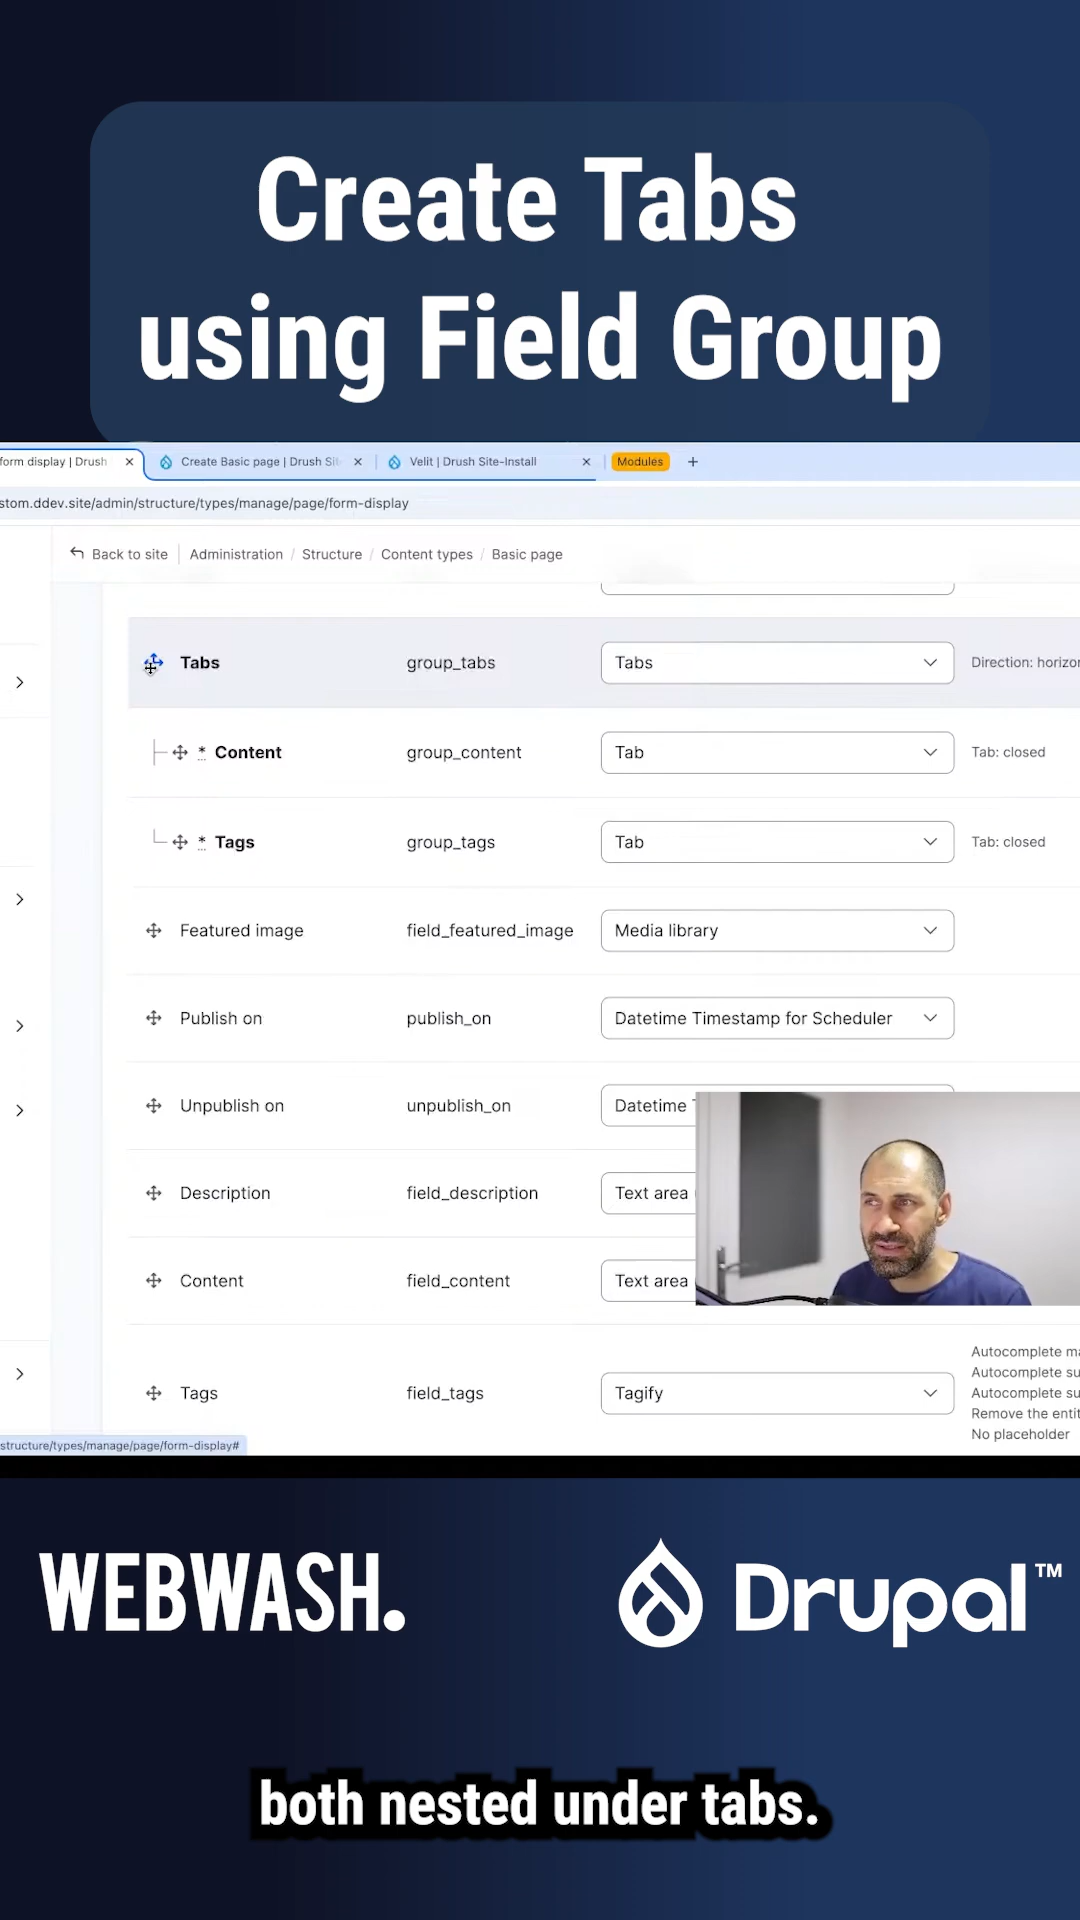 Create Tabs
using Field Group
form display | Drush
Create Basic page | Drush Sit
Velit | Drush Site-Install
Modules
stom.ddev.site/admin/structure/types/manage/page/form-display
Back to site
Administration / Structure / Content types / Basic page
Tabs group_tabs Tabs Direction: horizon
* Content group_content Tab Tab: closed
* Tags group_tags Tab Tab: closed
Featured image field_featured_image Media library
Publish on publish_on Datetime Timestamp for Scheduler
Unpublish on unpublish_on Datetime
Description field_description Text area
Content field_content Text area
Autocomplete ma
Autocomplete su
Tags field_tags Tagify Autocomplete su
Remove the entit
No placeholder
structure/types/manage/page/form-display#
WEBWASH.
Drupal™
both nested under tabs.